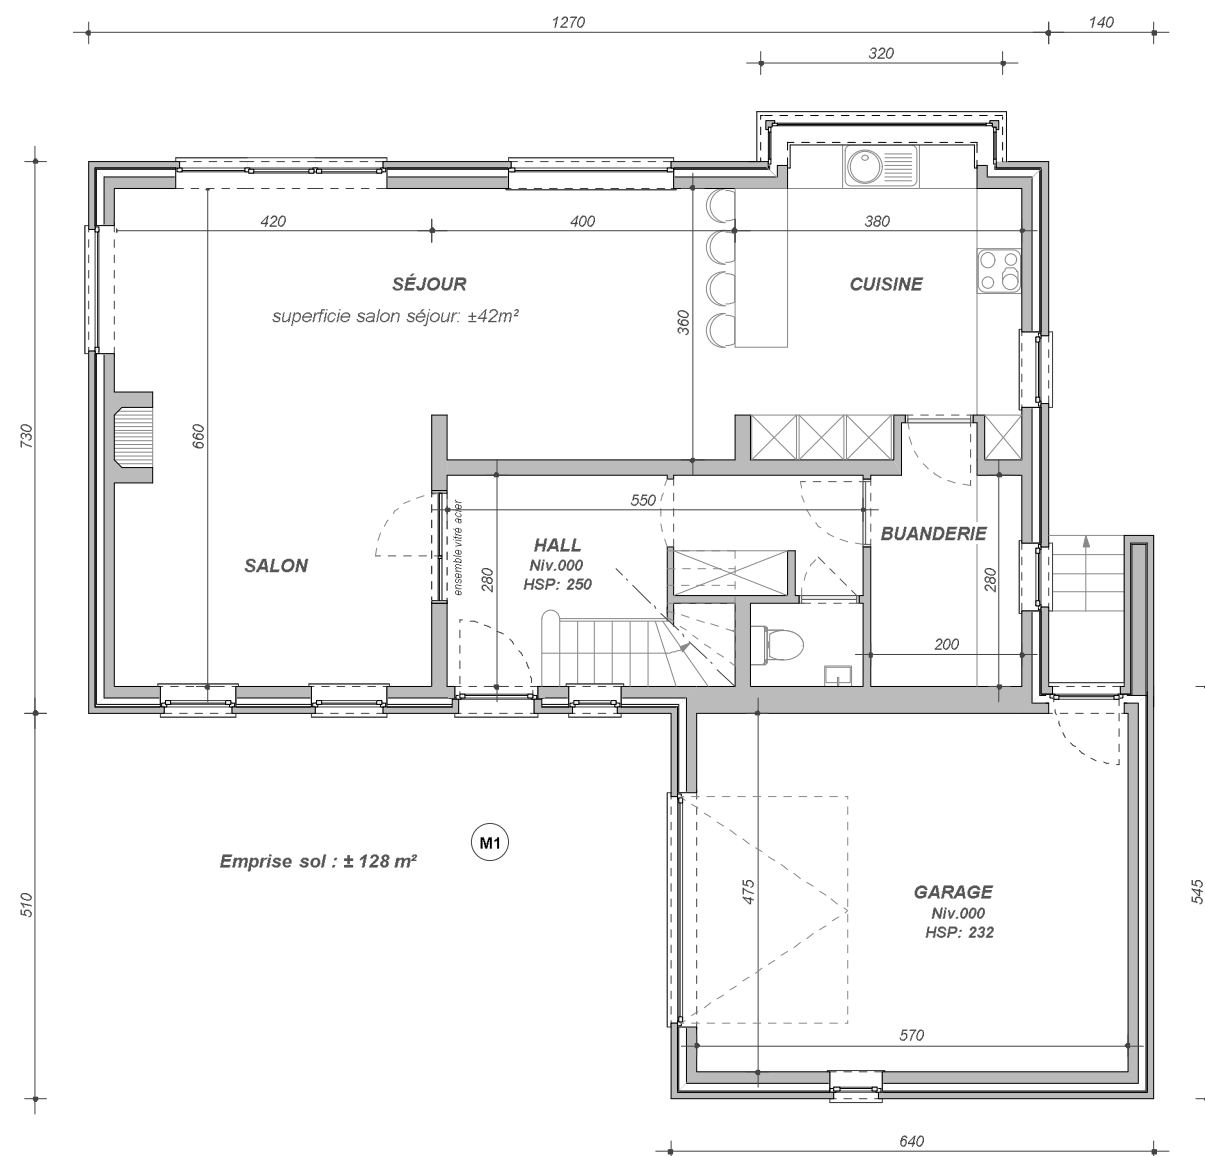 1270
140
320
420
400
380
SÉJOUR
CUISINE
superficie salon séjour: ±42m²
360
730
660
550
ensemble vitré acier
BUANDERIE
HALL
Niv.000
HSP: 250
SALON
280
280
200
M1
Emprise sol : ± 128 m²
510
475
GARAGE
Niv.000
HSP: 232
545
570
640